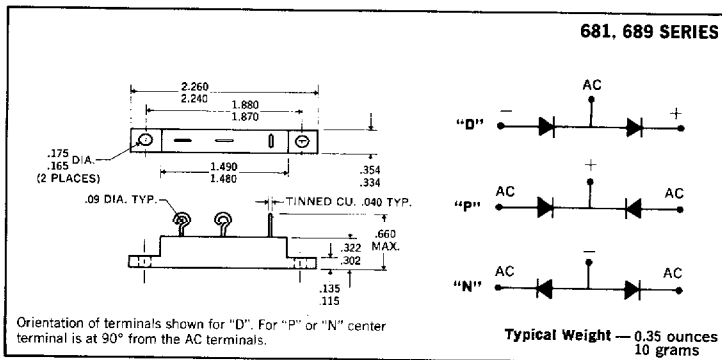 681, 689 SERIES
2.260
2.240
1.880
1.870
.175
.165 DIA.
(2 PLACES)
1.490
1.480
.354
.334
.09 DIA. TYP.
TINNED CU. .040 TYP.
.660
MAX.
.322
.302
.135
.115
Orientation of terminals shown for "D". For "P" or "N" center
terminal is at 90° from the AC terminals.
AC
"D" − +
+
AC "P" AC
−
AC AC
"N"
Typical Weight — 0.35 ounces
10 grams